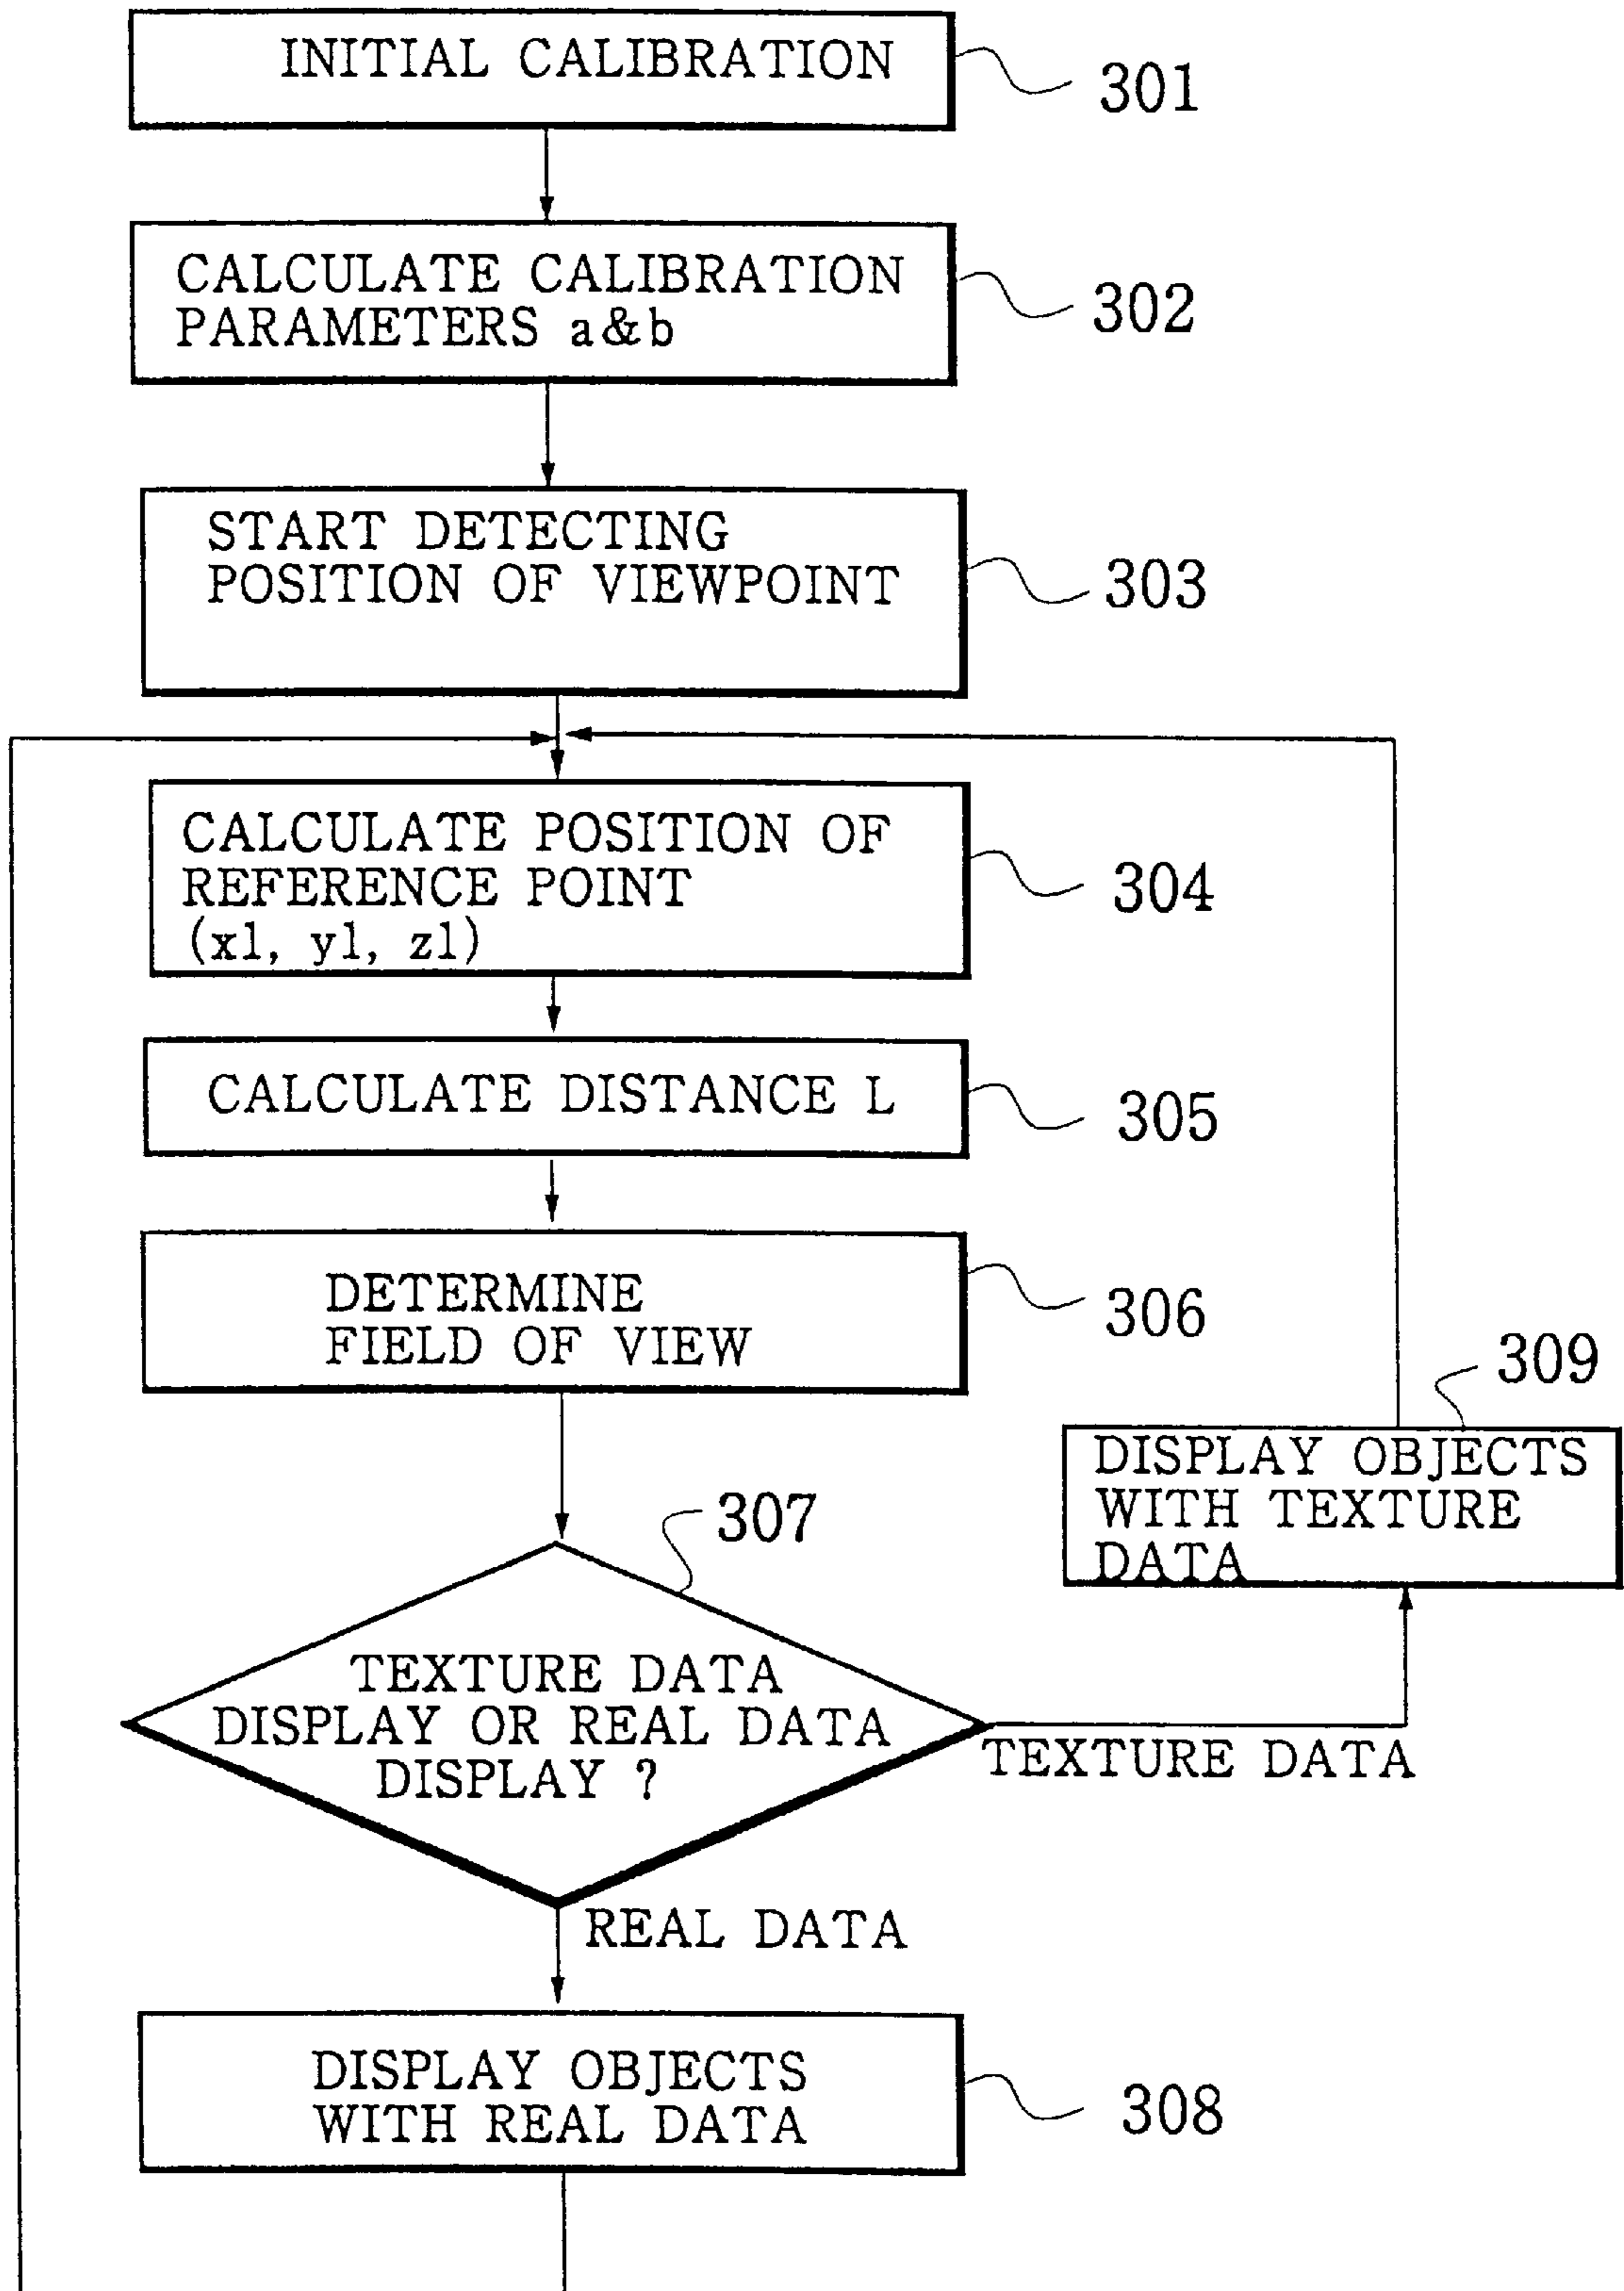 INITIAL CALIBRATION
301
CALCULATE CALIBRATION
PARAMETERS a&b
302
START DETECTING
POSITION OF VIEWPOINT
303
CALCULATE POSITION OF
REFERENCE POINT
(x1, y1, z1)
304
CALCULATE DISTANCE L
305
DETERMINE
FIELD OF VIEW
306
309
DISPLAY OBJECTS
WITH TEXTURE
DATA
307
TEXTURE DATA
DISPLAY OR REAL DATA
DISPLAY ?
TEXTURE DATA
REAL DATA
DISPLAY OBJECTS
WITH REAL DATA
308